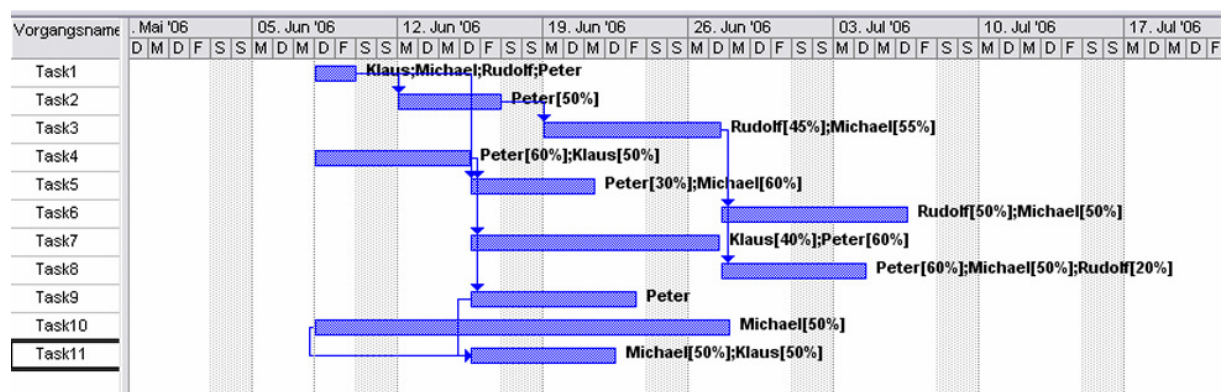 Vorgangsname . Mai '06 05. Jun '06 12. Jun '06 19. Jun '06 26. Jun '06 03. Jul '06 10. Jul '06 17. Jul '06
D M D F S S M D M D F S S M D M D F S S M D M D F S S M D M D F S S M D M D F S S M D M D F S S M D M D F
Task1 Klaus;Michael;Rudolf;Peter
Task2 Peter[50%]
Task3 Rudolf[45%];Michael[55%]
Task4 Peter[60%];Klaus[50%]
Task5 Peter[30%];Michael[60%]
Task6 Rudolf[50%];Michael[50%]
Task7 Klaus[40%];Peter[60%]
Task8 Peter[60%];Michael[50%];Rudolf[20%]
Task9 Peter
Task10 Michael[50%]
Task11 Michael[50%];Klaus[50%]